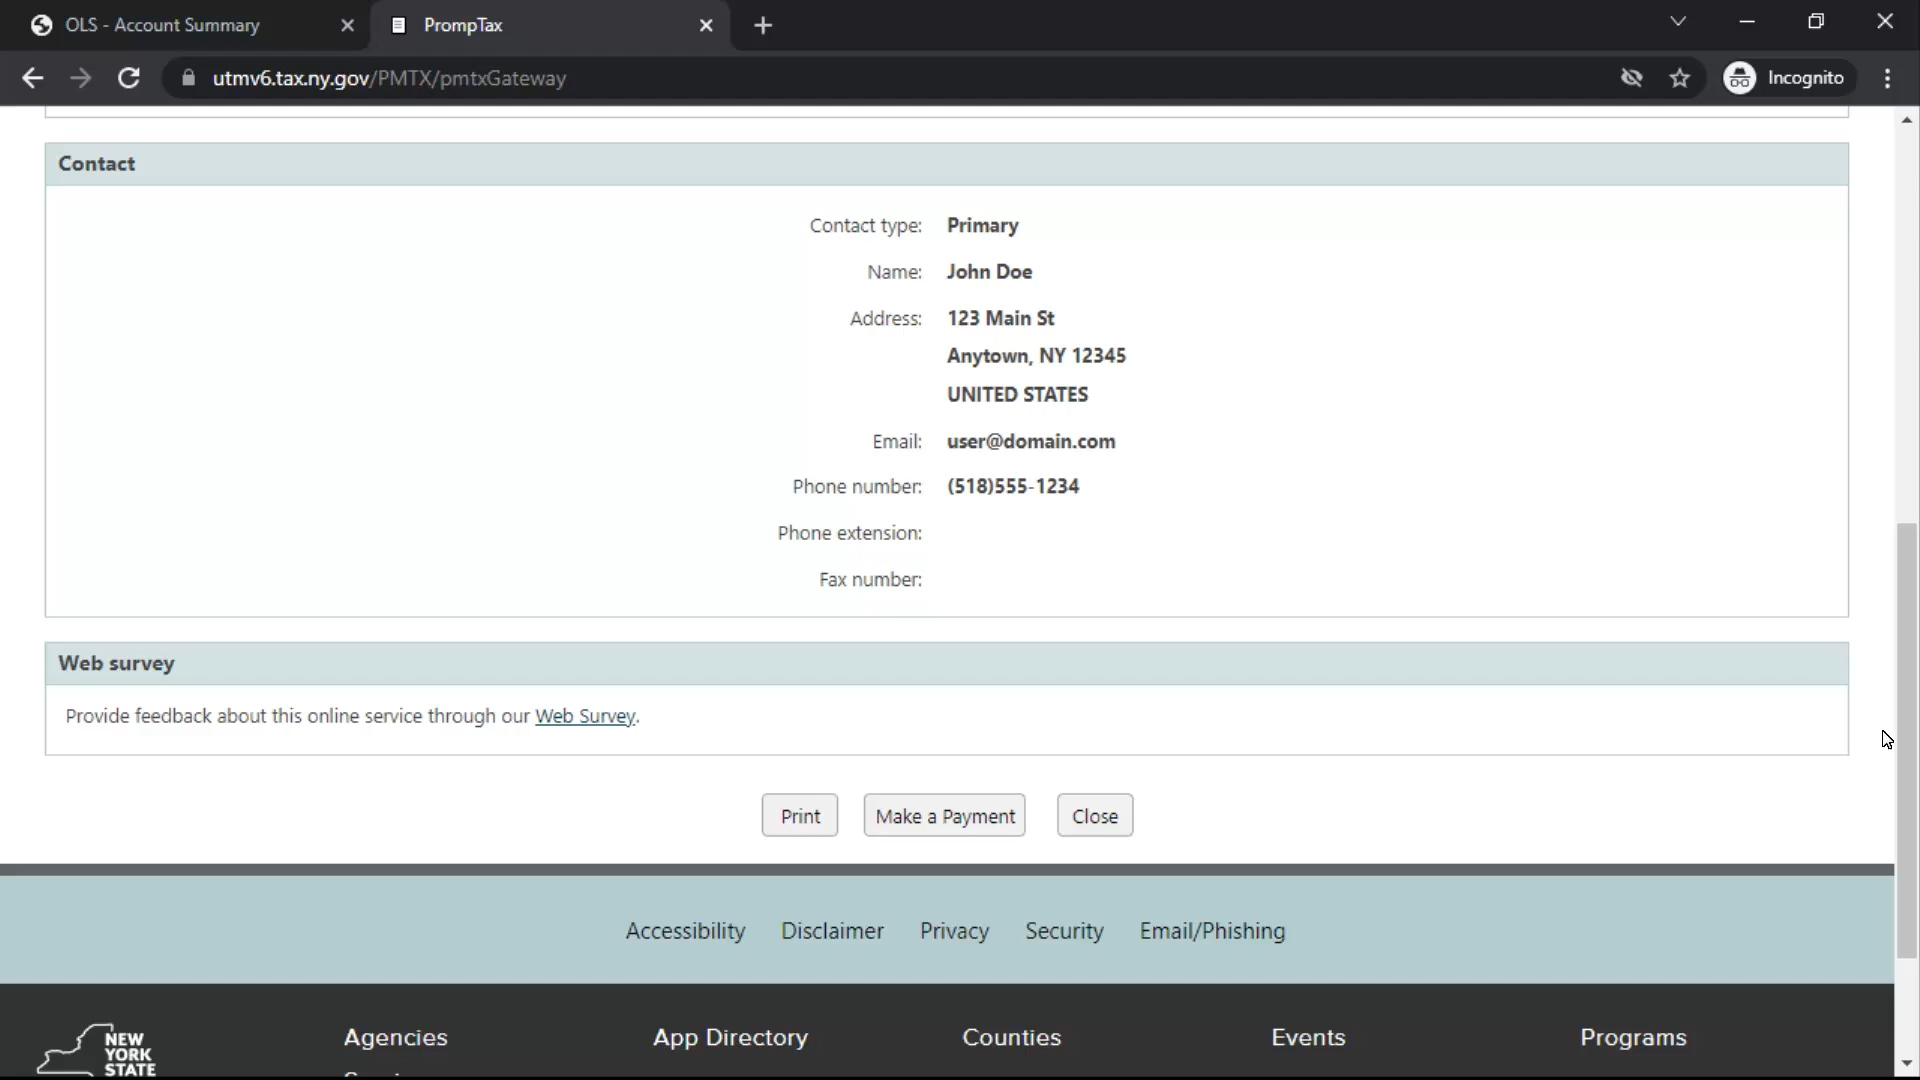 OLS - Account Summary
PrompTax
utmv6.tax.ny.gov/PMTX/pmtxGateway
Incognito
Contact
Contact type: Primary
Name: John Doe
Address: 123 Main St
Anytown, NY 12345
UNITED STATES
Email: user@domain.com
Phone number: (518)555-1234
Phone extension:
Fax number:
Web survey
Provide feedback about this online service through our Web Survey.
Print Make a Payment Close
Accessibility Disclaimer Privacy Security Email/Phishing
NEW
YORK
STATE
Agencies App Directory Counties Events Programs